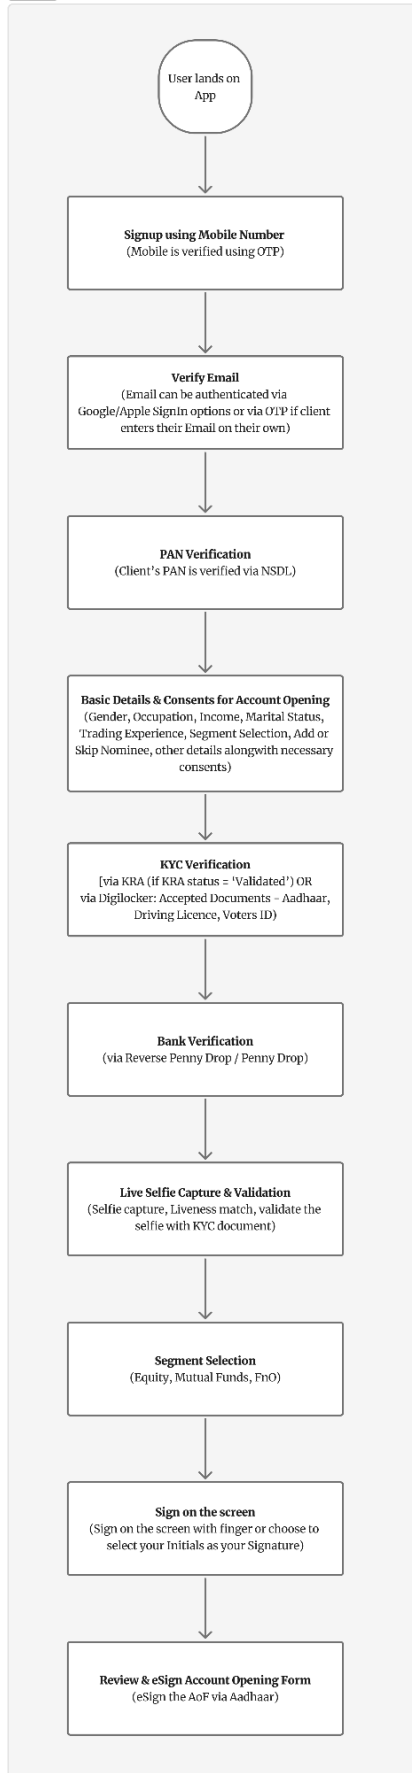 User lands on
App
Signup using Mobile Number
(Mobile is verified using OTP)
Verify Email
(Email can be authenticated via
Google/Apple SignIn options or via OTP if client
enters their Email on their own)
PAN Verification
(Client’s PAN is verified via NSDL)
Basic Details & Consents for Account Opening
(Gender, Occupation, Income, Marital Status,
Trading Experience, Segment Selection, Add or
Skip Nominee, other details alongwith necessary
consents)
KYC Verification
[via KRA (if KRA status = ‘Validated’) OR
via Digilocker: Accepted Documents - Aadhaar,
Driving Licence, Voters ID)
Bank Verification
(via Reverse Penny Drop / Penny Drop)
Live Selfie Capture & Validation
(Selfie capture, Liveness match, validate the
selfie with KYC document)
Segment Selection
(Equity, Mutual Funds, FnO)
Sign on the screen
(Sign on the screen with finger or choose to
select your Initials as your Signature)
Review & eSign Account Opening Form
(eSign the AoF via Aadhaar)